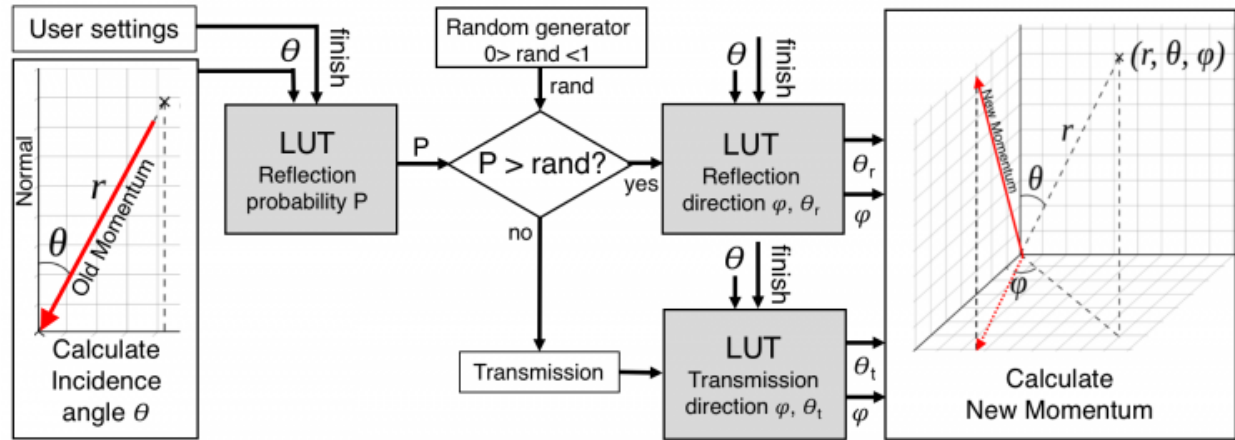 User settings
Normal
r
θ
Old Momentum
Calculate
Incidence
angle θ
θ
finish
LUT
Reflection
probability P
P
Random generator
0> rand <1
rand
P > rand?
yes
no
Transmission
θ
finish
LUT
Reflection
direction φ, θr
θr
φ
θ
finish
LUT
Transmission
direction φ, θt
θt
φ
(r, θ, φ)
New Momentum
r
θ
φ
Calculate
New Momentum